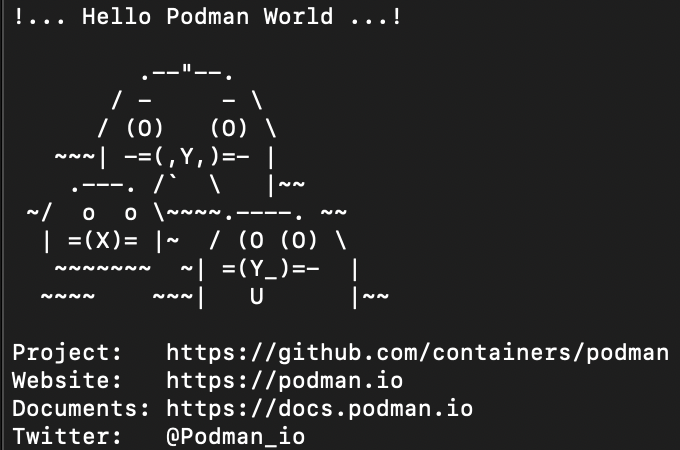 !... Hello Podman World ...!

         .--"--.
       / -     - \
      / (O)   (O) \
   ~~~| -=(,Y,)=- |
    .---. /`  \   |~~
 ~/  o  o \~~~~.----. ~~
  | =(X)= |~  / (O (O) \
   ~~~~~~~  ~| =(Y_)=-  |
  ~~~~    ~~~|   U      |~~

Project:   https://github.com/containers/podman
Website:   https://podman.io
Documents: https://docs.podman.io
Twitter:   @Podman_io